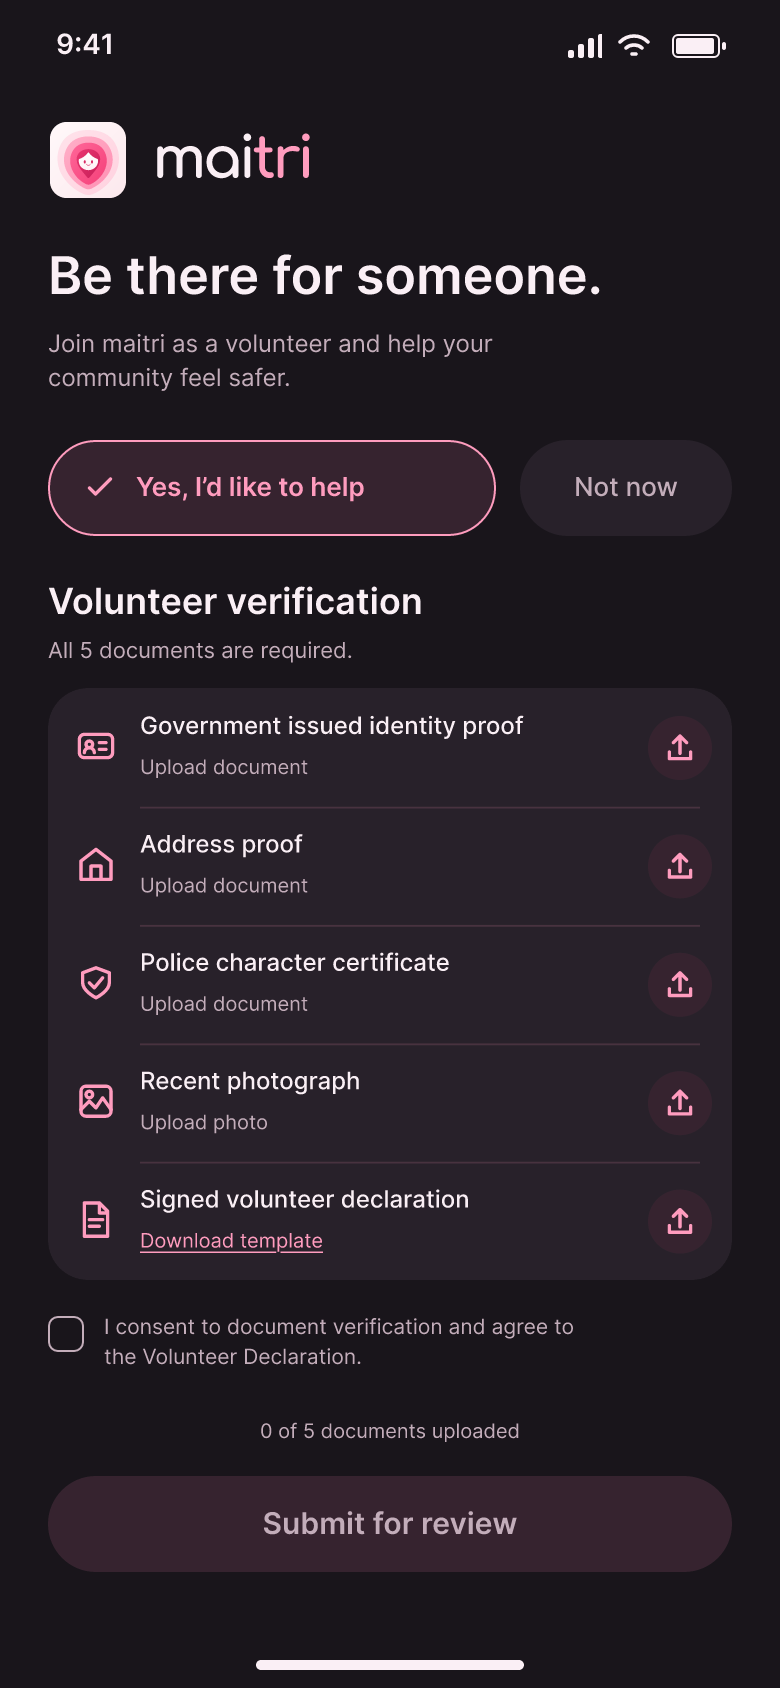 9:41
maitri
Be there for someone.
Join maitri as a volunteer and help your
community feel safer.
Yes, I’d like to help
Not now
Volunteer verification
All 5 documents are required.
Government issued identity proof
Upload document
Address proof
Upload document
Police character certificate
Upload document
Recent photograph
Upload photo
Signed volunteer declaration
Download template
I consent to document verification and agree to
the Volunteer Declaration.
0 of 5 documents uploaded
Submit for review